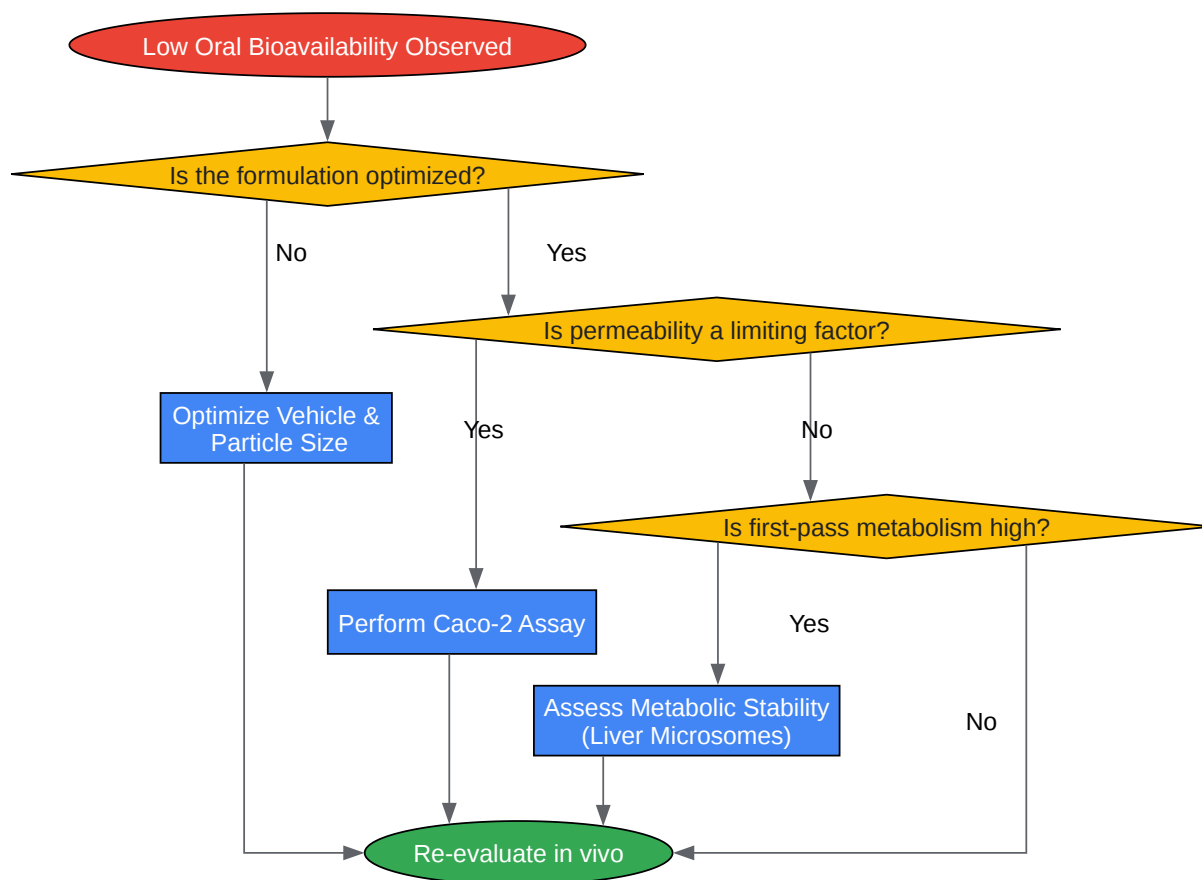 Low Oral Bioavailability Observed
Is the formulation optimized?
No
Yes
Is permeability a limiting factor?
Optimize Vehicle &
Particle Size
Yes
No
Is first-pass metabolism high?
Perform Caco-2 Assay
Yes
Assess Metabolic Stability
(Liver Microsomes)
No
Re-evaluate in vivo